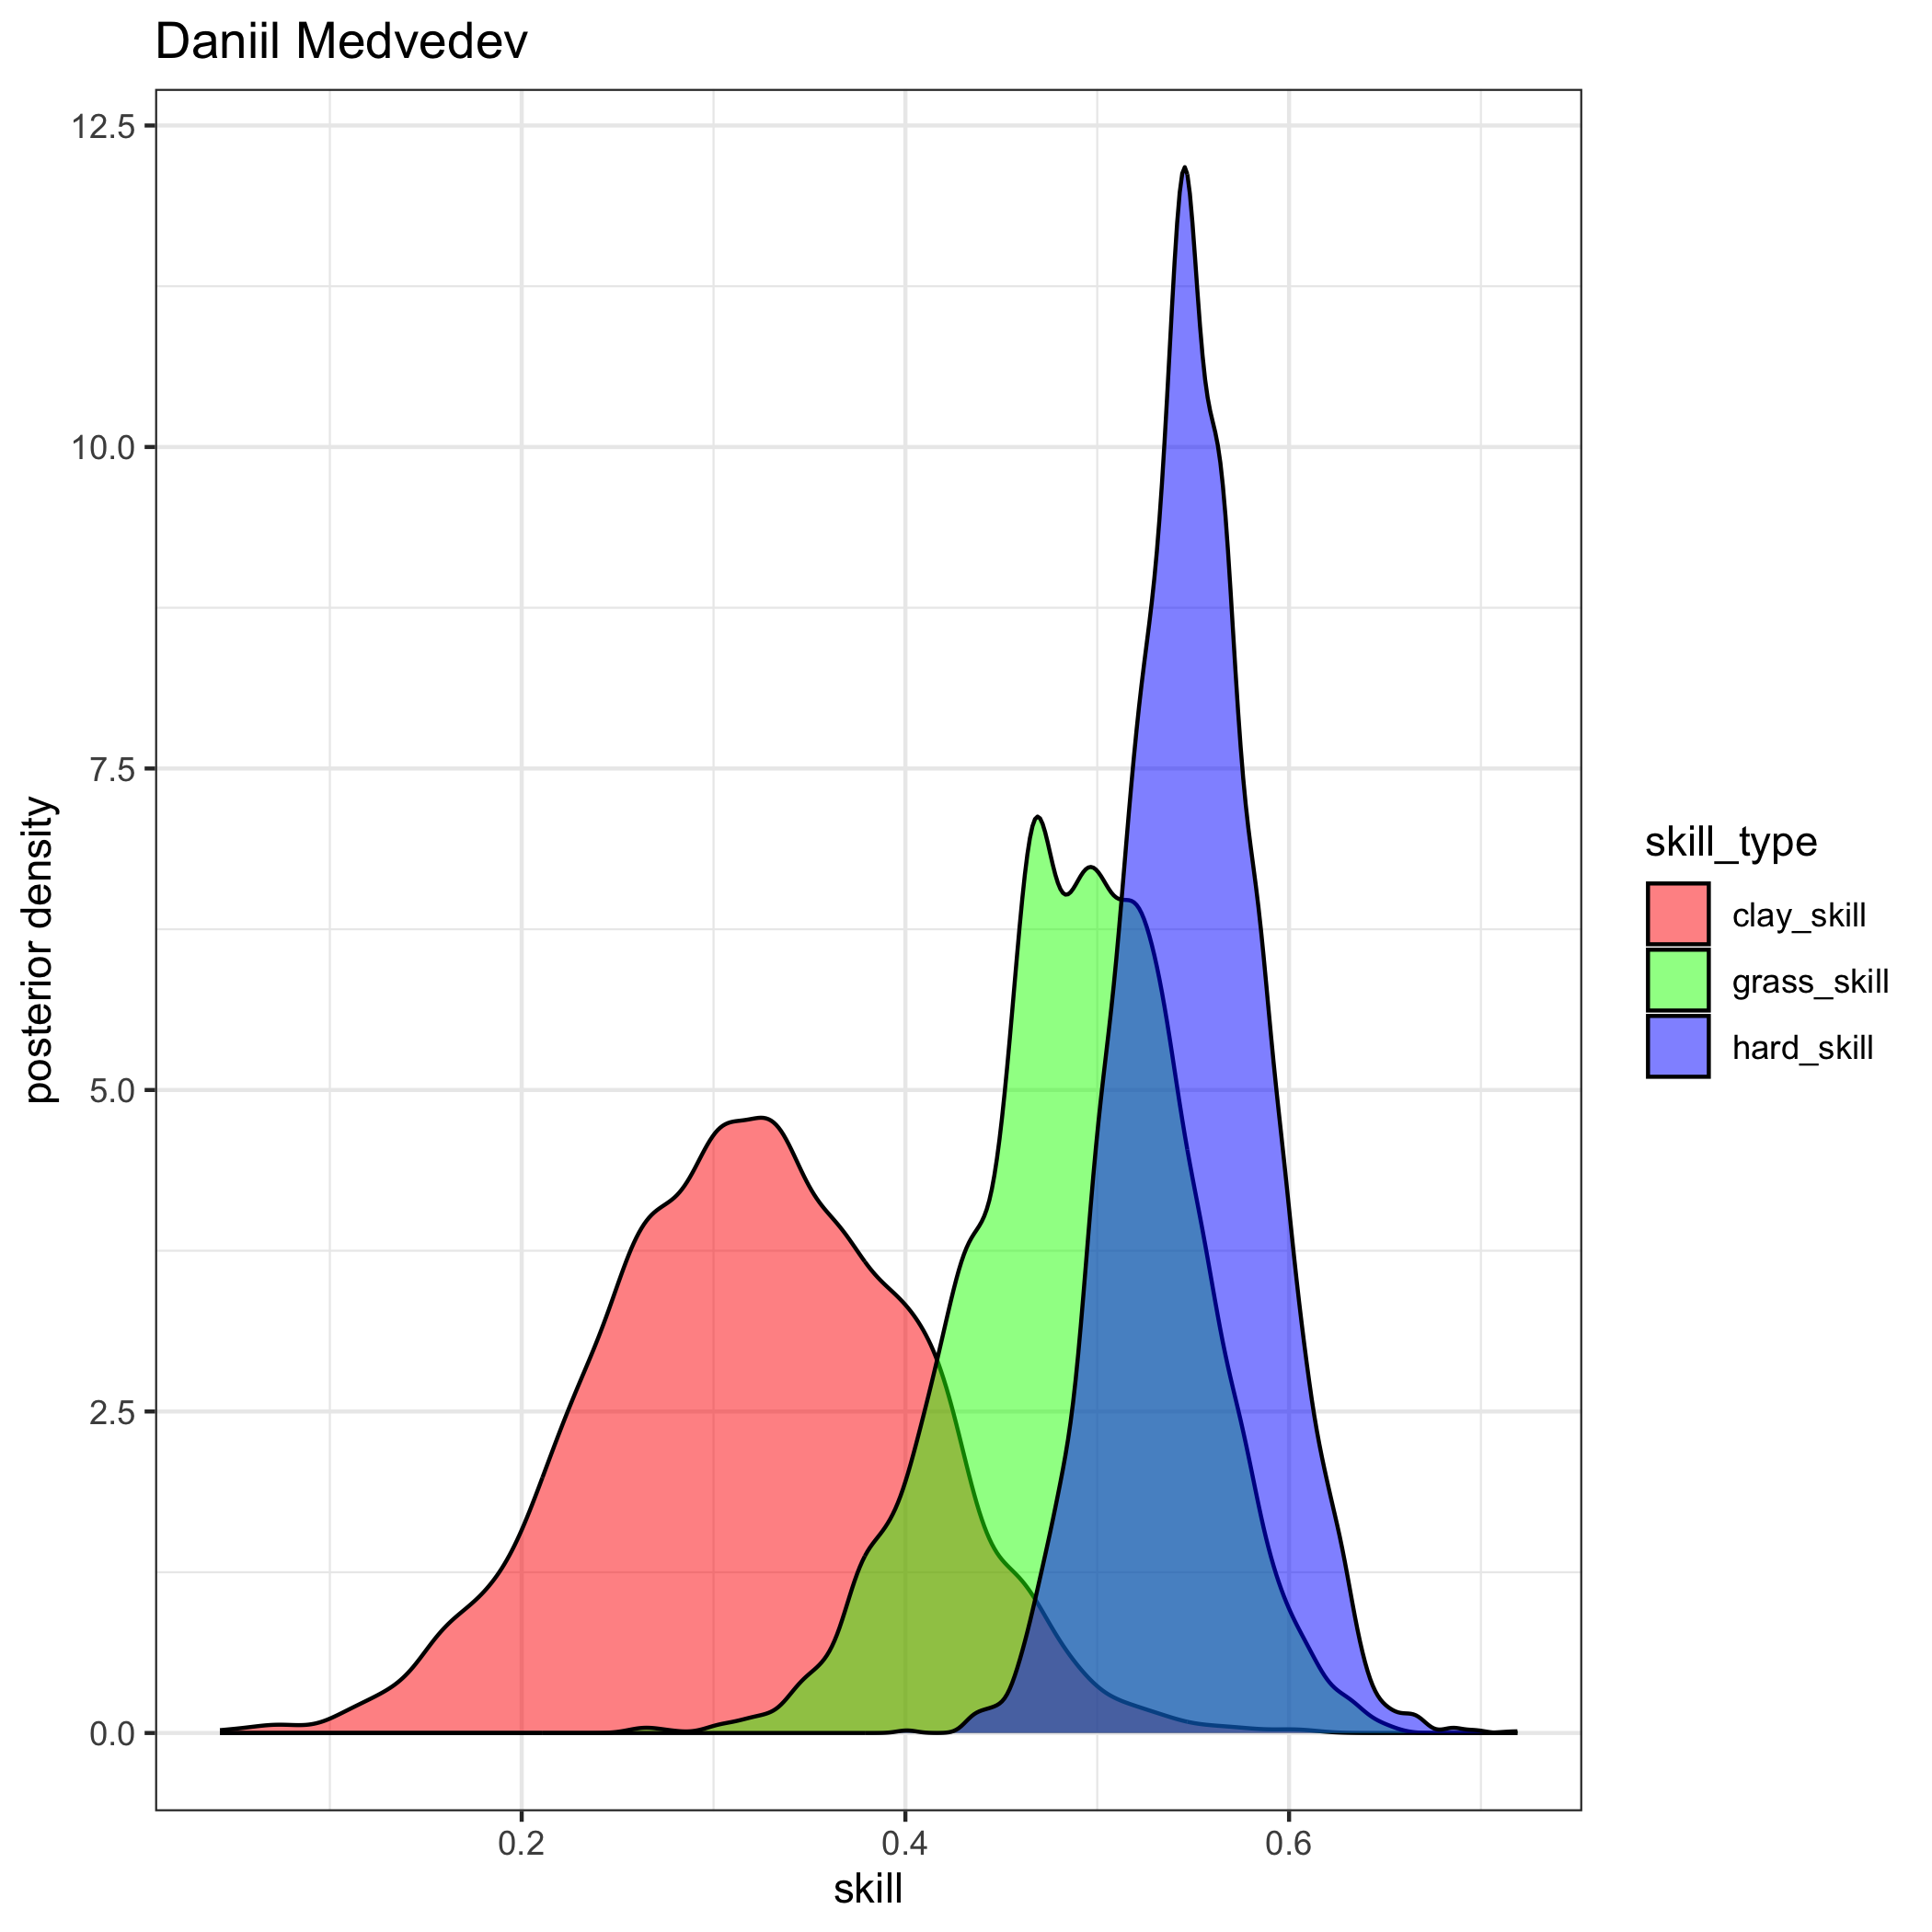 Daniil Medvedev
12.5
10.0
7.5
5.0
2.5
0.0
posterior density
0.2
0.4
0.6
skill
skill_type
clay_skill
grass_skill
hard_skill